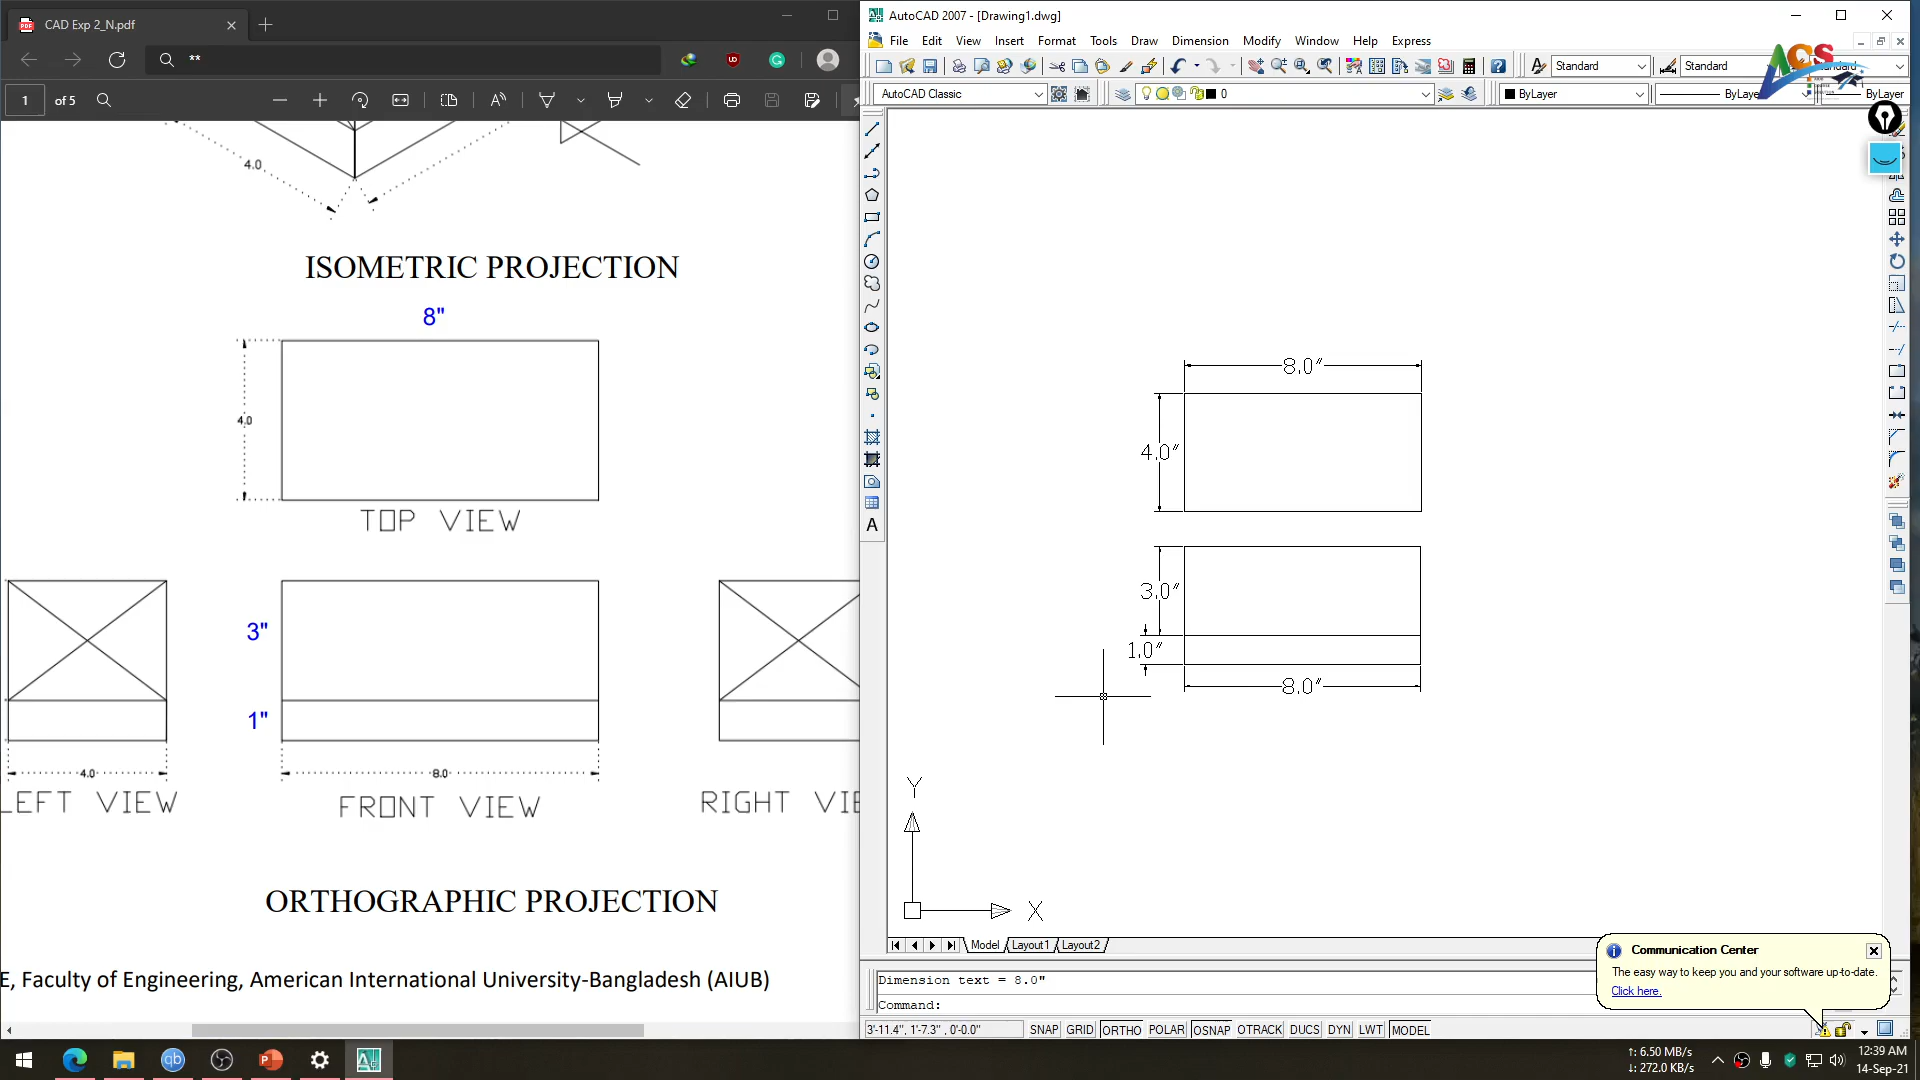 CAD Exp 2_N.pdf
**
1 of 5
4.0
ISOMETRIC PROJECTION
8"
4.0
TOP VIEW
3"
1"
4.0
8.0
LEFT VIEW
FRONT VIEW
RIGHT VIE
ORTHOGRAPHIC PROJECTION
E, Faculty of Engineering, American International University-Bangladesh (AIUB)
AutoCAD 2007 - [Drawing1.dwg]
File Edit View Insert Format Tools Draw Dimension Modify Window Help Express
Standard
Standard
Standard
AutoCAD Classic
0
ByLayer
ByLaye
ByLayer
ACS
8.0"
4.0"
3.0"
1.0"
8.0"
Y
X
Model Layout1 Layout2
Communication Center
The easy way to keep you and your software up-to-date.
Click here.
Dimension text = 8.0"
Command:
3'-11.4", 1'-7.3" , 0'-0.0"
SNAP GRID ORTHO POLAR OSNAP OTRACK DUCS DYN LWT MODEL
↑: 6.50 MB/s
↓: 272.0 KB/s
12:39 AM
14-Sep-21